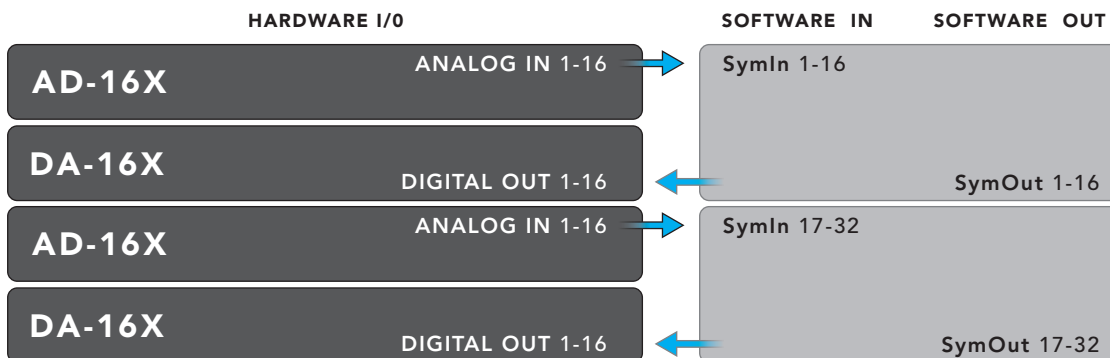 HARDWARE I/0 SOFTWARE IN SOFTWARE OUT
AD-16X ANALOG IN 1-16 SymIn 1-16
DA-16X DIGITAL OUT 1-16 SymOut 1-16
AD-16X ANALOG IN 1-16 SymIn 17-32
DA-16X DIGITAL OUT 1-16 SymOut 17-32